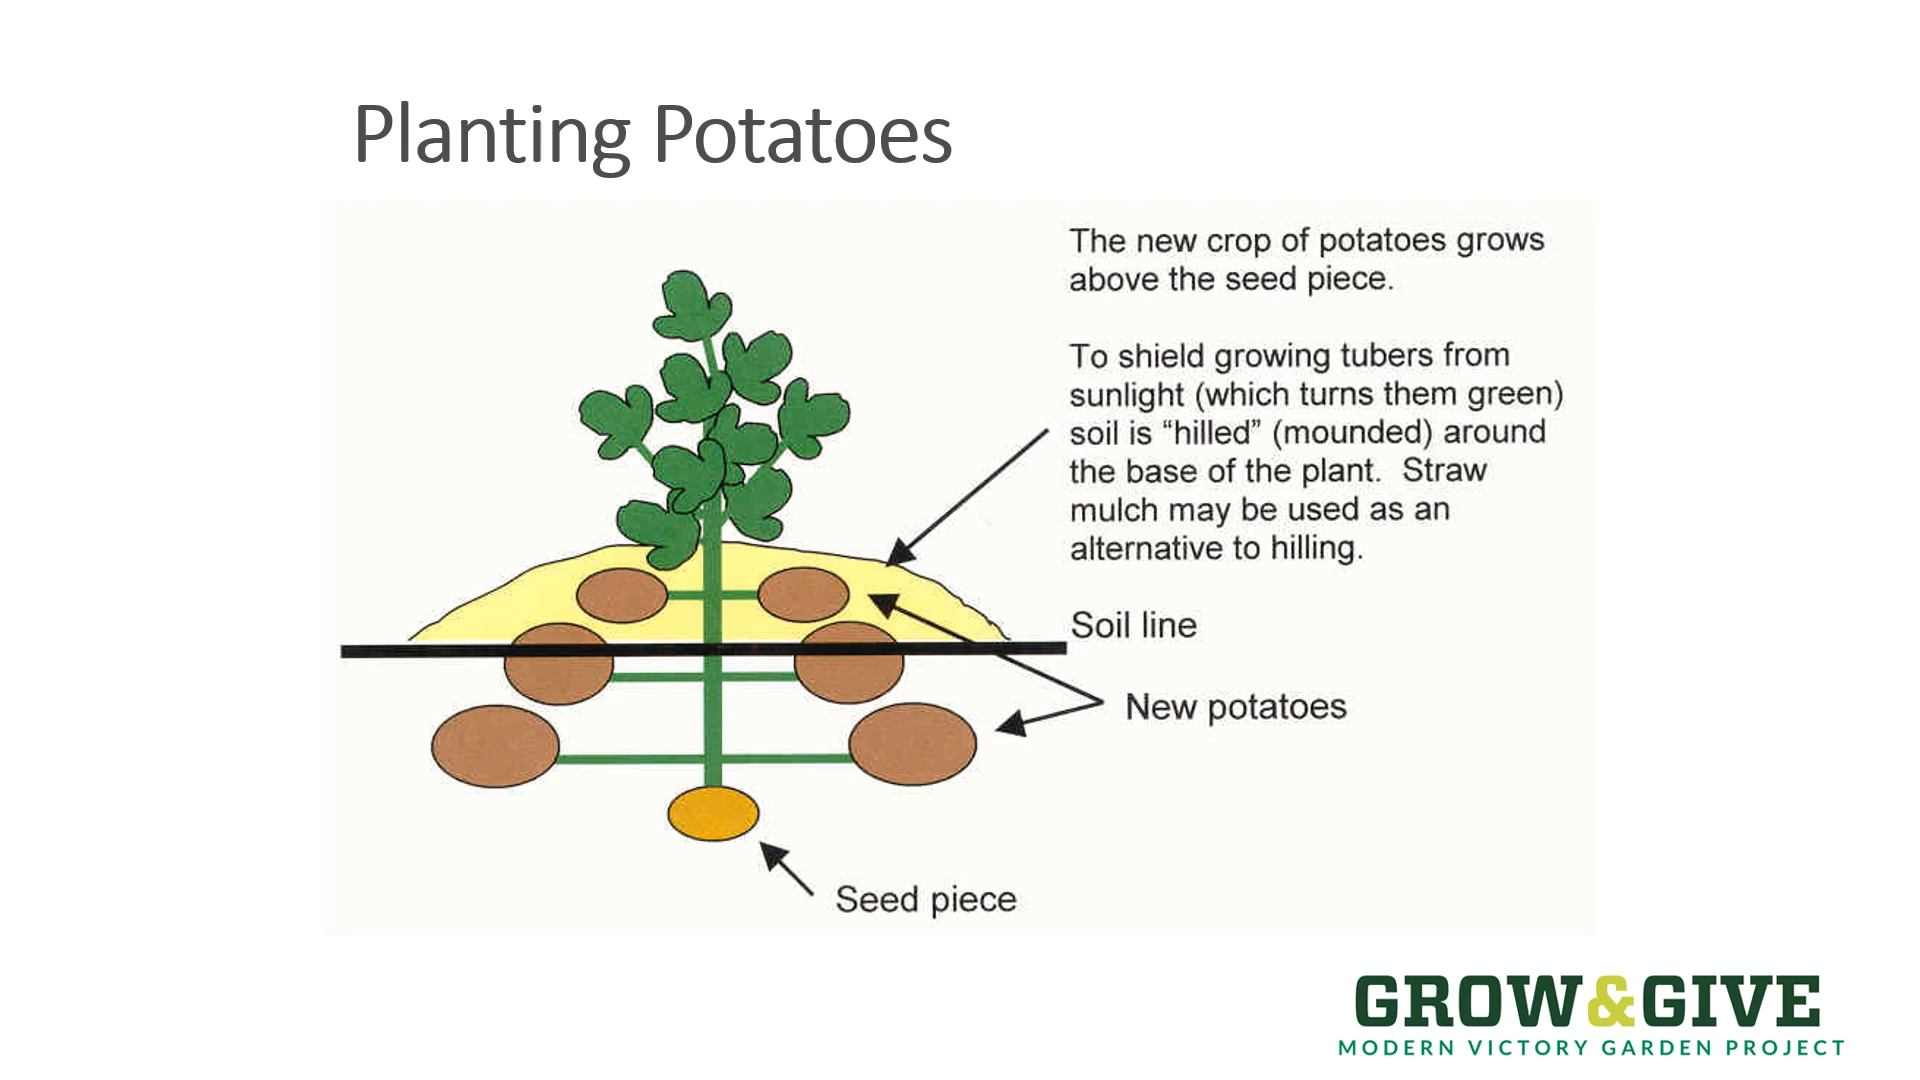 Planting Potatoes
The new crop of potatoes grows
above the seed piece.
To shield growing tubers from
sunlight (which turns them green)
soil is “hilled” (mounded) around
the base of the plant.  Straw
mulch may be used as an
alternative to hilling.
Soil line
New potatoes
Seed piece
GROW&GIVE
MODERN VICTORY GARDEN PROJECT